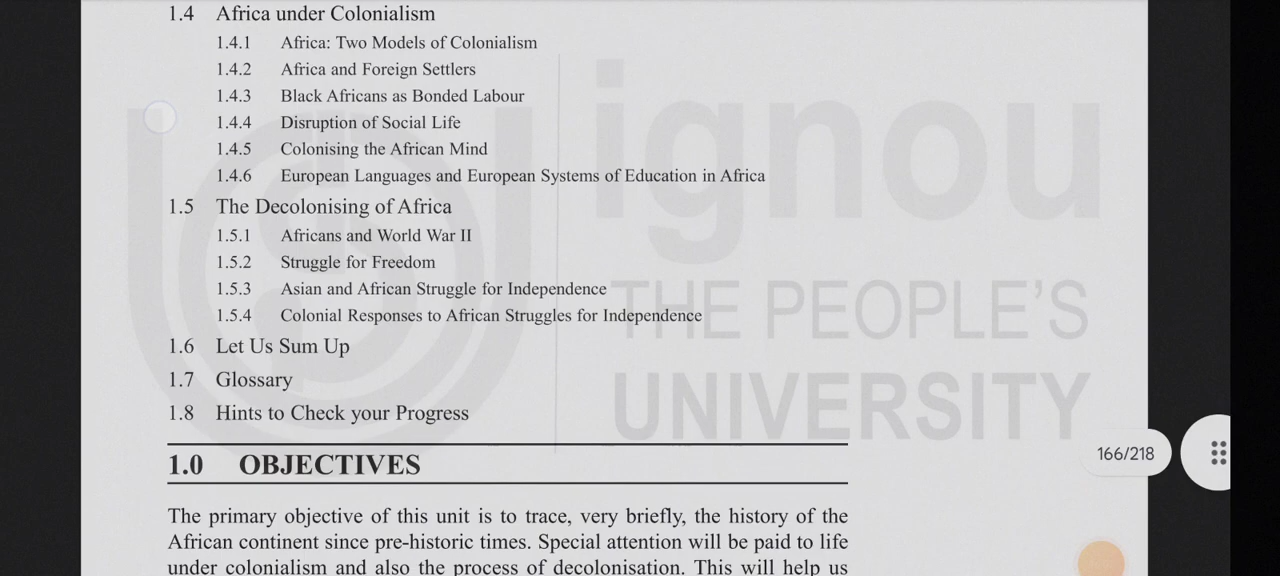 1.4 Africa under Colonialism
1.4.1 Africa: Two Models of Colonialism
1.4.2 Africa and Foreign Settlers
1.4.3 Black Africans as Bonded Labour
1.4.4 Disruption of Social Life
1.4.5 Colonising the African Mind
1.4.6 European Languages and European Systems of Education in Africa
1.5 The Decolonising of Africa
1.5.1 Africans and World War II
1.5.2 Struggle for Freedom
1.5.3 Asian and African Struggle for Independence
1.5.4 Colonial Responses to African Struggles for Independence
1.6 Let Us Sum Up
1.7 Glossary
1.8 Hints to Check your Progress
ignou
THE PEOPLE'S
UNIVERSITY
166/218
1.0 OBJECTIVES
The primary objective of this unit is to trace, very briefly, the history of the
African continent since pre-historic times. Special attention will be paid to life
under colonialism and also the process of decolonisation. This will help us